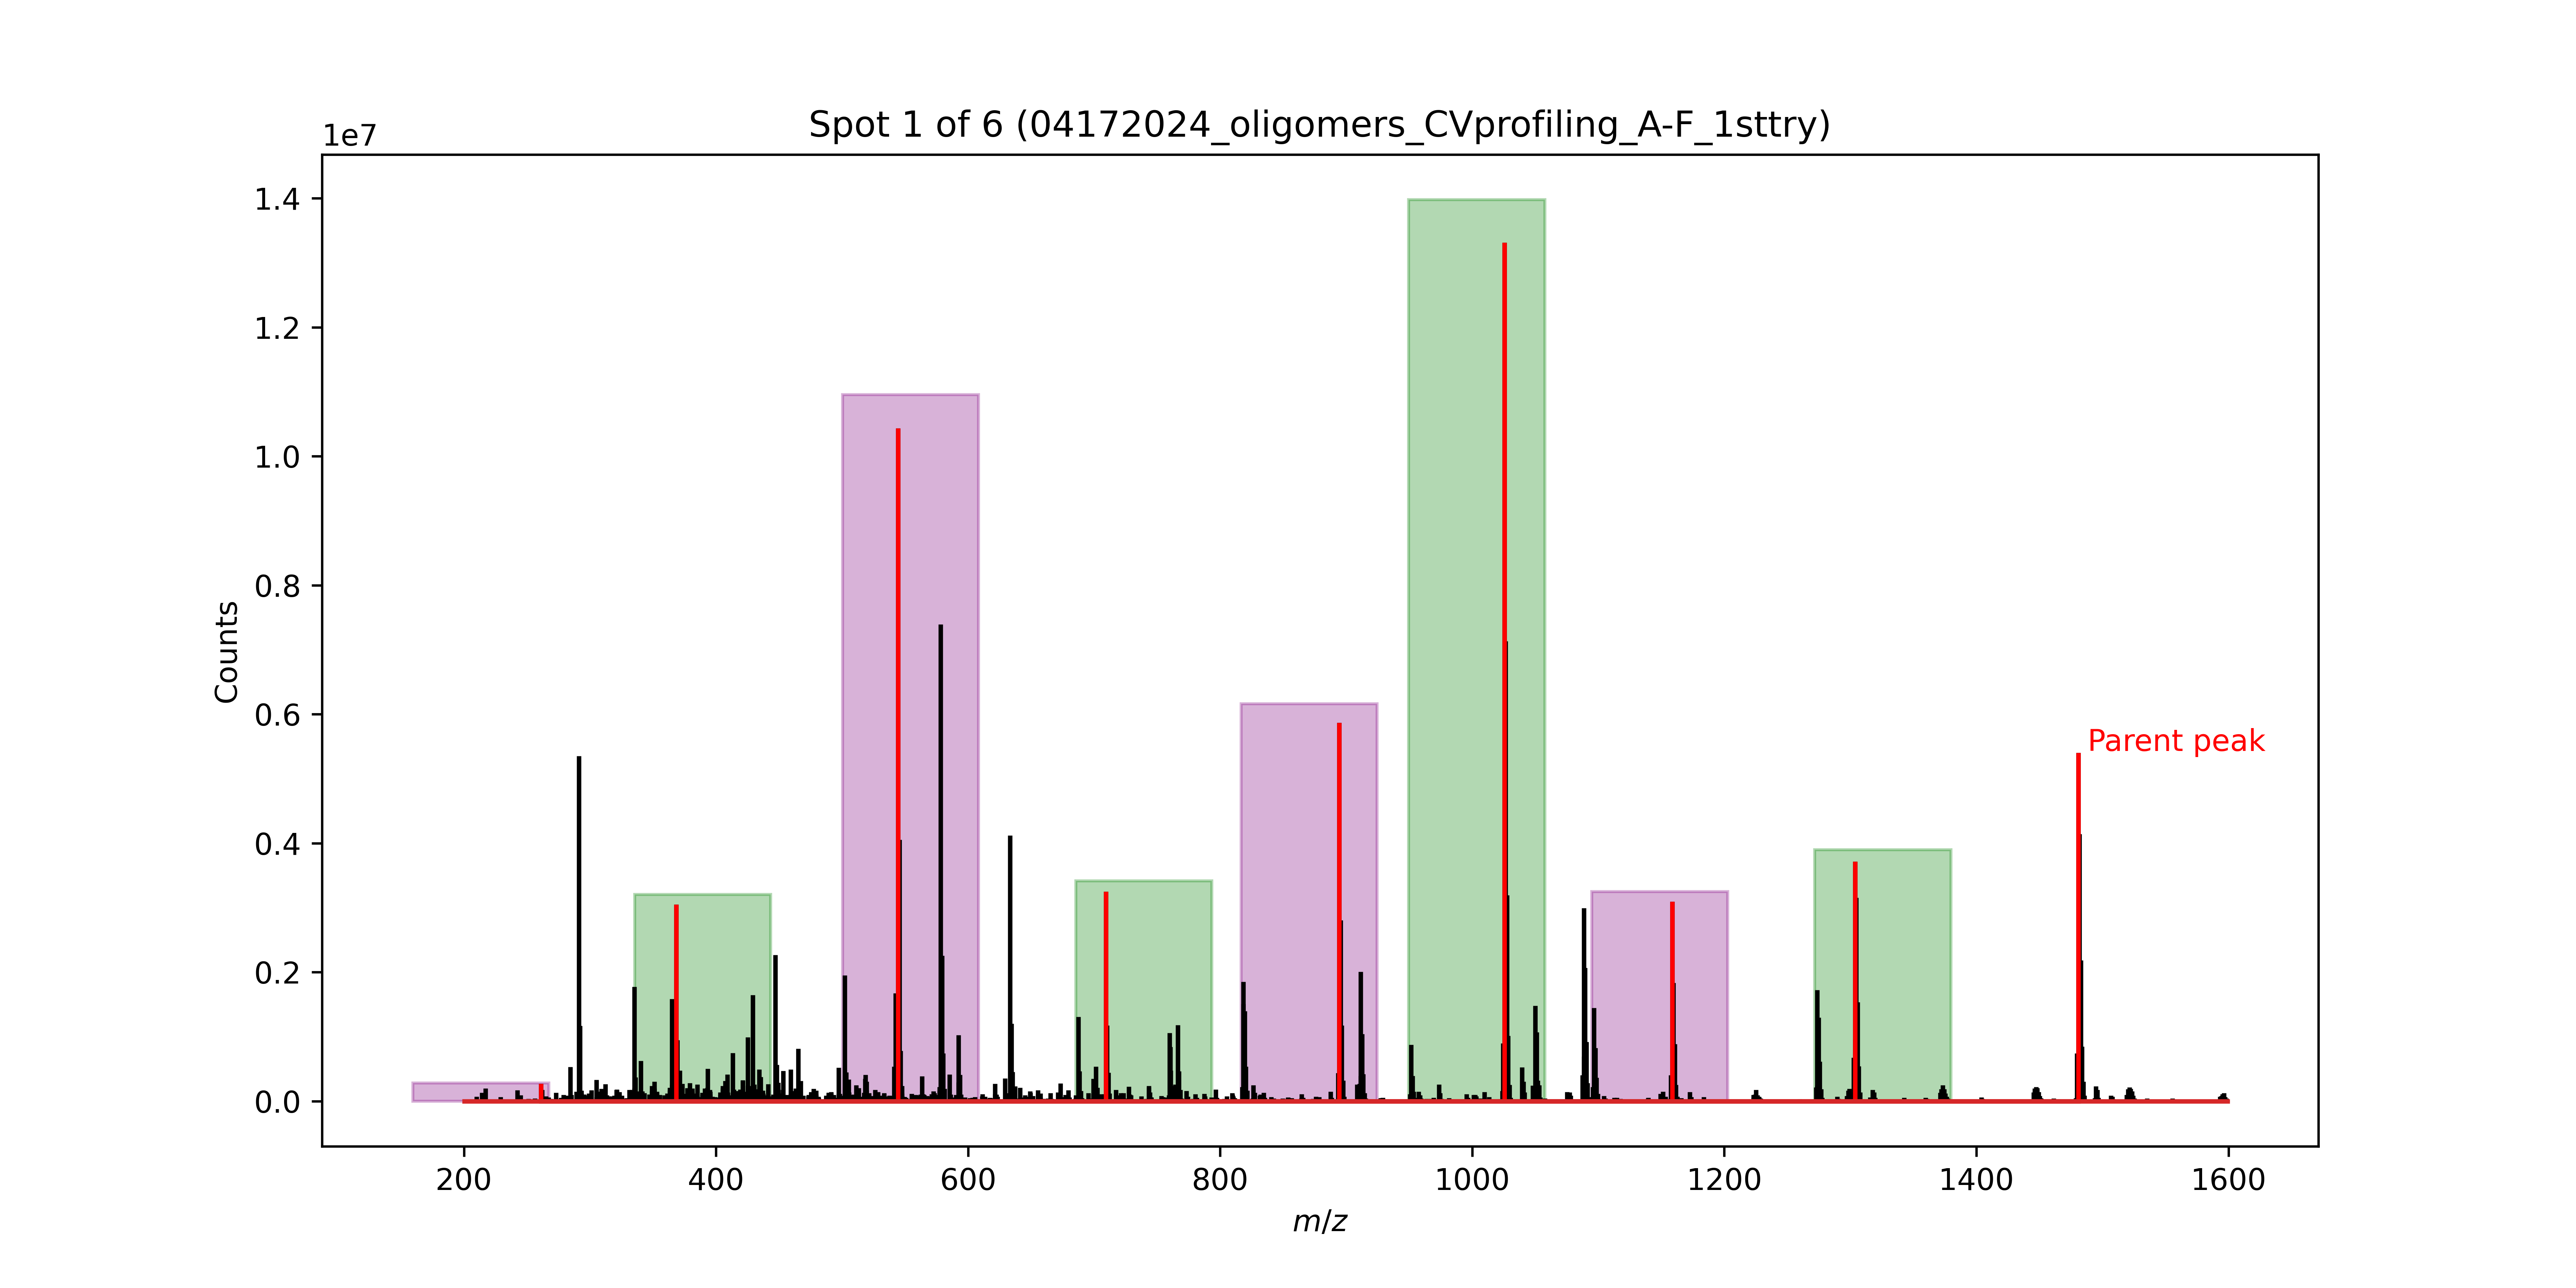 Spot 1 of 6 (04172024_oligomers_CVprofiling_A-F_1sttry)
1e7
1.4
1.2
1.0
0.8
0.6
0.4
0.2
0.0
Counts
Parent peak
200 400 600 800 1000 1200 1400 1600
m/z